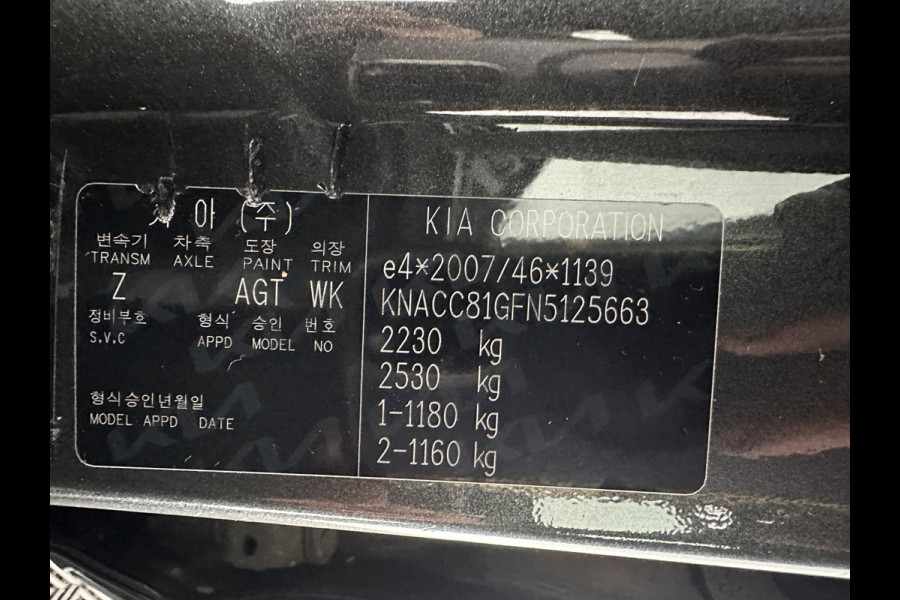 기아 (주)
변속기 차축 도장 의장
TRANSM AXLE PAINT TRIM
Z AGT WK
정비부호 형식 승인 번호
S.V.C APPD MODEL NO
형식승인년월일
MODEL APPD DATE
KIA CORPORATION
e4*2007/46*1139
KNACC81GFN5125663
2230 kg
2530 kg
1-1180 kg
2-1160 kg